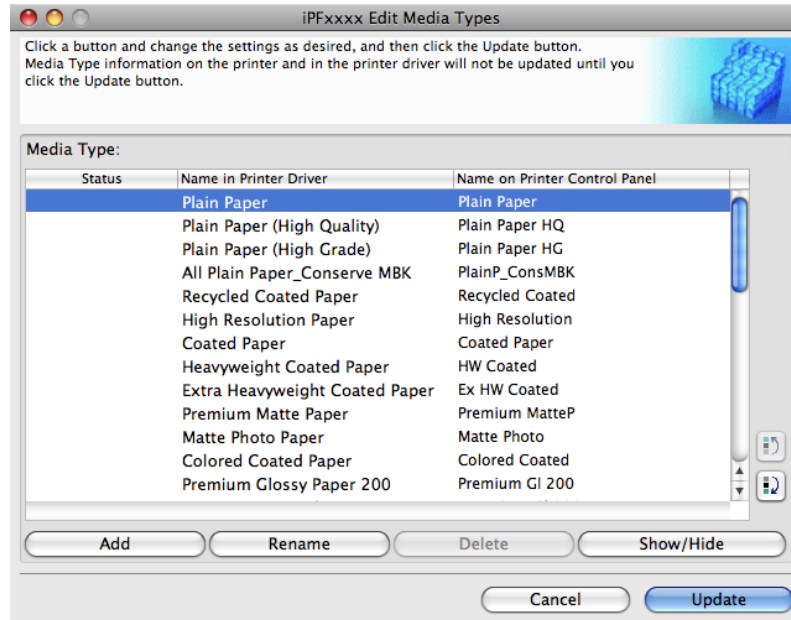 iPFxxxx Edit Media Types
Click a button and change the settings as desired, and then click the Update button.
Media Type information on the printer and in the printer driver will not be updated until you
click the Update button.
Media Type:
Status Name in Printer Driver Name on Printer Control Panel
Plain Paper Plain Paper
Plain Paper (High Quality) Plain Paper HQ
Plain Paper (High Grade) Plain Paper HG
All Plain Paper_Conserve MBK PlainP_ConsMBK
Recycled Coated Paper Recycled Coated
High Resolution Paper High Resolution
Coated Paper Coated Paper
Heavyweight Coated Paper HW Coated
Extra Heavyweight Coated Paper Ex HW Coated
Premium Matte Paper Premium MatteP
Matte Photo Paper Matte Photo
Colored Coated Paper Colored Coated
Premium Glossy Paper 200 Premium Gl 200
Add Rename Delete Show/Hide
Cancel Update